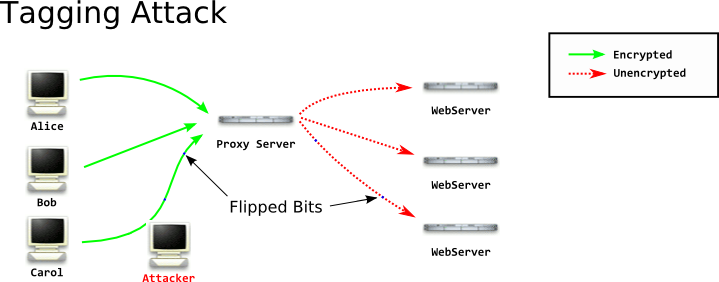 Tagging Attack
Encrypted
Unencrypted
Alice
Proxy Server
WebServer
Bob
WebServer
Flipped Bits
Carol
Attacker
WebServer